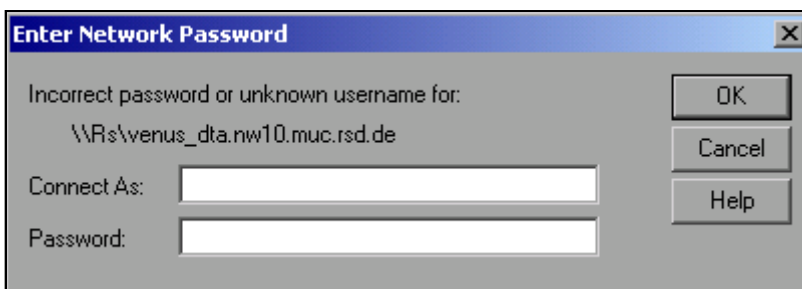 Enter Network Password
Incorrect password or unknown username for:
\\Rs\venus_dta.nw10.muc.rsd.de
Connect As:
Password:
OK
Cancel
Help